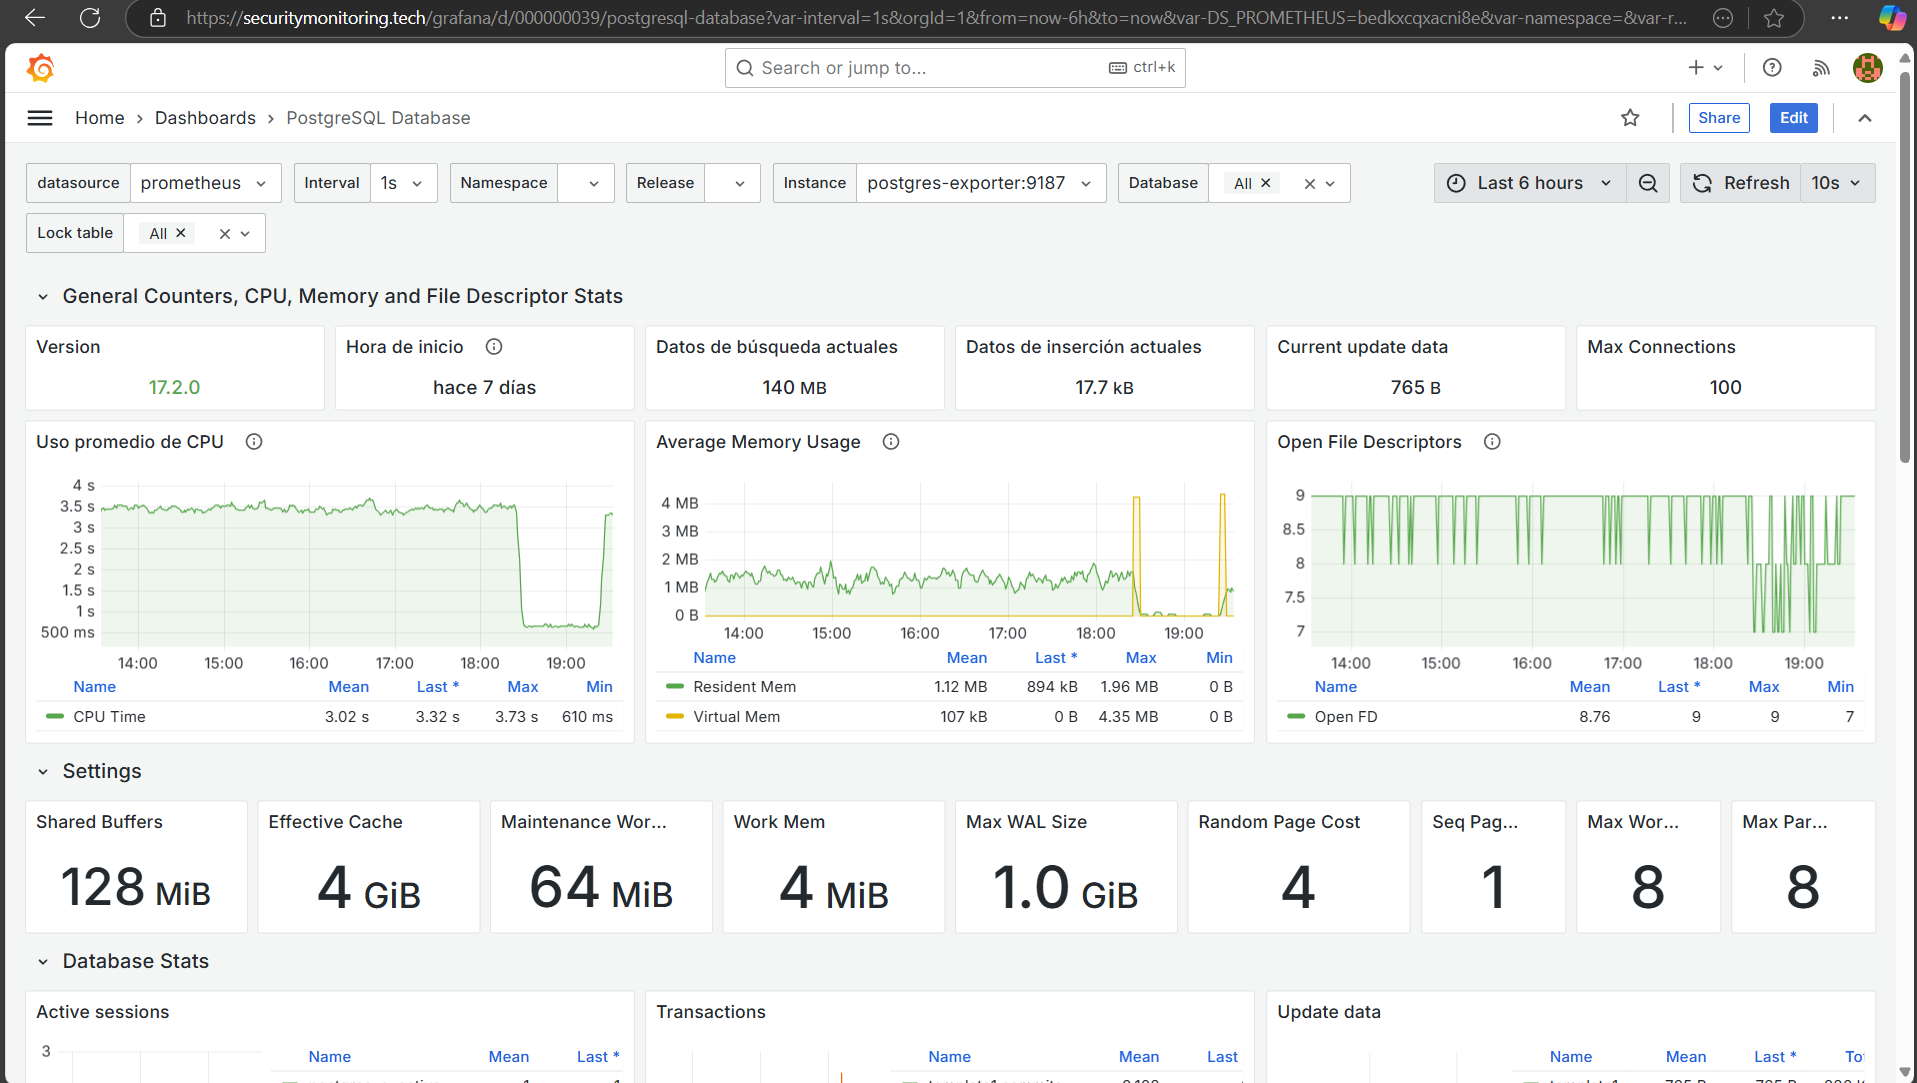 https://securitymonitoring.tech/grafana/d/000000039/postgresql-database?var-interval=1s&orgId=1&from=now-6h&to=now&var-DS_PROMETHEUS=bedkxcqxacni8e&var-namespace=&var-r...
Search or jump to...
ctrl+k
Home > Dashboards > PostgreSQL Database
Share
Edit
datasource prometheus
Interval 1s
Namespace
Release
Instance postgres-exporter:9187
Database All
Last 6 hours
Refresh 10s
Lock table All
General Counters, CPU, Memory and File Descriptor Stats
Version
17.2.0
Hora de inicio
hace 7 días
Datos de búsqueda actuales
140 MB
Datos de inserción actuales
17.7 kB
Current update data
765 B
Max Connections
100
Uso promedio de CPU
4 s
3.5 s
3 s
2.5 s
2 s
1.5 s
1 s
500 ms
14:00 15:00 16:00 17:00 18:00 19:00
Name Mean Last * Max Min
CPU Time 3.02 s 3.32 s 3.73 s 610 ms
Average Memory Usage
4 MB
3 MB
2 MB
1 MB
0 B
14:00 15:00 16:00 17:00 18:00 19:00
Name Mean Last * Max Min
Resident Mem 1.12 MB 894 kB 1.96 MB 0 B
Virtual Mem 107 kB 0 B 4.35 MB 0 B
Open File Descriptors
9
8.5
8
7.5
7
14:00 15:00 16:00 17:00 18:00 19:00
Name Mean Last * Max Min
Open FD 8.76 9 9 7
Settings
Shared Buffers
128 MiB
Effective Cache
4 GiB
Maintenance Wor...
64 MiB
Work Mem
4 MiB
Max WAL Size
1.0 GiB
Random Page Cost
4
Seq Pag...
1
Max Wor...
8
Max Par...
8
Database Stats
Active sessions
3
Name Mean Last *
Transactions
Name Mean Last
Update data
Name Mean Last *